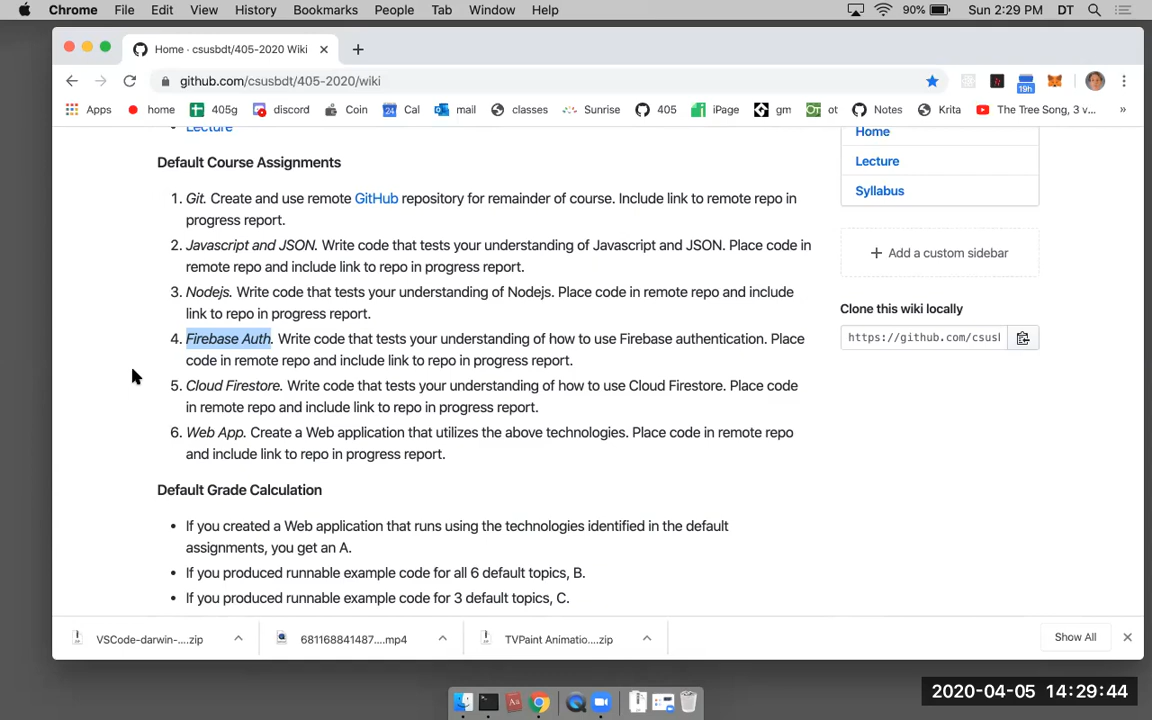 Chrome File Edit View History Bookmarks People Tab Window Help 90% Sun 2:29 PM DT
Home · csusbdt/405-2020 Wiki
github.com/csusbdt/405-2020/wiki
19h
Apps home 405g discord Coin 24 Cal mail classes Sunrise 405 iPage gm OT ot Notes Krita The Tree Song, 3 v... »
Lecture
Default Course Assignments
1. Git. Create and use remote GitHub repository for remainder of course. Include link to remote repo in
progress report.
2. Javascript and JSON. Write code that tests your understanding of Javascript and JSON. Place code in
remote repo and include link to repo in progress report.
3. Nodejs. Write code that tests your understanding of Nodejs. Place code in remote repo and include
link to repo in progress report.
4. Firebase Auth. Write code that tests your understanding of how to use Firebase authentication. Place
code in remote repo and include link to repo in progress report.
5. Cloud Firestore. Write code that tests your understanding of how to use Cloud Firestore. Place code
in remote repo and include link to repo in progress report.
6. Web App. Create a Web application that utilizes the above technologies. Place code in remote repo
and include link to repo in progress report.
Default Grade Calculation
• If you created a Web application that runs using the technologies identified in the default
assignments, you get an A.
• If you produced runnable example code for all 6 default topics, B.
• If you produced runnable example code for 3 default topics, C.
Home
Lecture
Syllabus
+ Add a custom sidebar
Clone this wiki locally
https://github.com/csusl
VSCode-darwin-....zip
681168841487....mp4
TVPaint Animatio....zip
Show All
2020-04-05 14:29:44